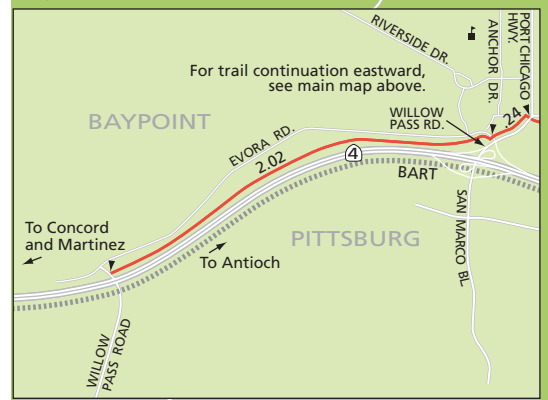 RIVERSIDE DR.
ANCHOR DR.
PORT CHICAGO
HWY.
For trail continuation eastward,
see main map above.
WILLOW
PASS RD.
.24
BAYPOINT
EVORA RD.
2.02
4
BART
SAN MARCO BL
PITTSBURG
To Concord
and Martinez
To Antioch
WILLOW
PASS ROAD